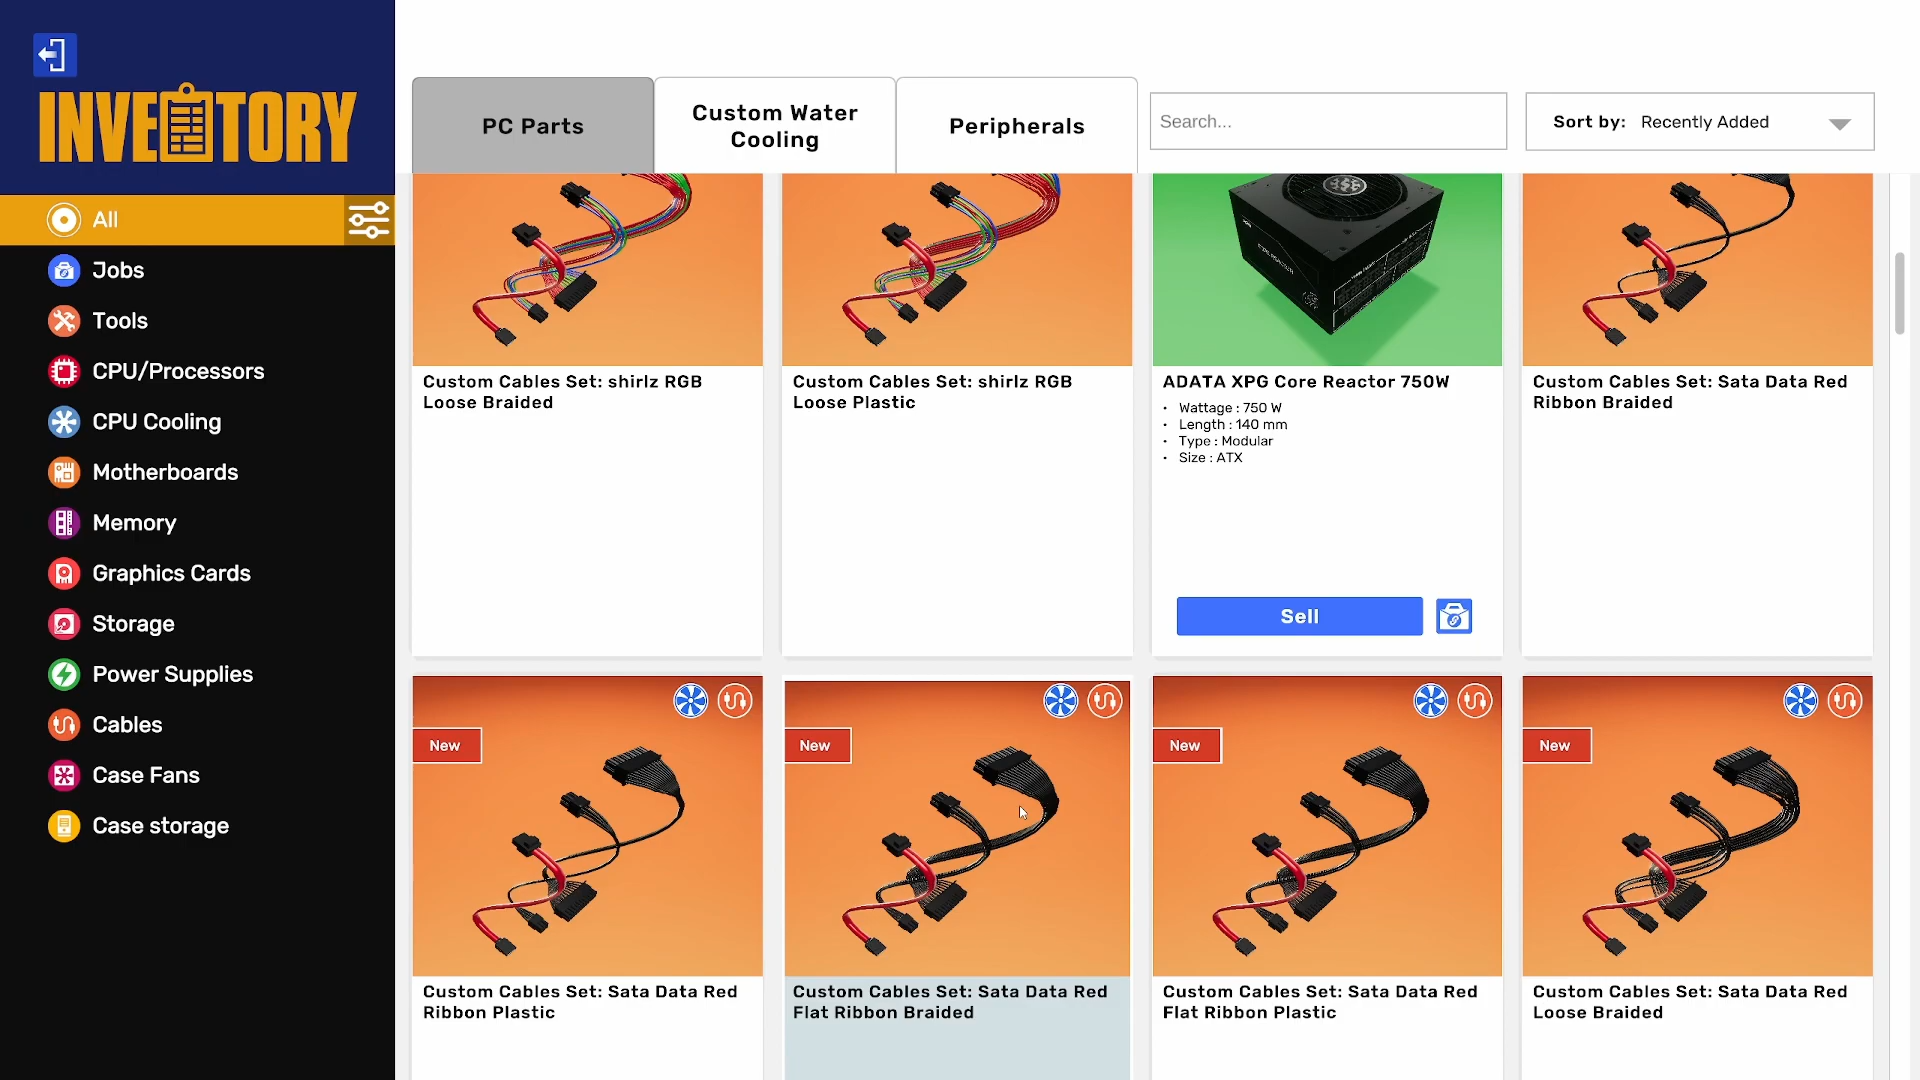 INVENTORY
PC Parts
Custom Water
Cooling
Peripherals
Search...
Sort by: Recently Added
All
Jobs
Tools
CPU/Processors
CPU Cooling
Motherboards
Memory
Graphics Cards
Storage
Power Supplies
Cables
Case Fans
Case storage
Custom Cables Set: shirlz RGB
Loose Braided
Custom Cables Set: shirlz RGB
Loose Plastic
ADATA XPG Core Reactor 750W
• Wattage : 750 W
• Length : 140 mm
• Type : Modular
• Size : ATX
Sell
Custom Cables Set: Sata Data Red
Ribbon Braided
New
Custom Cables Set: Sata Data Red
Ribbon Plastic
New
Custom Cables Set: Sata Data Red
Flat Ribbon Braided
New
Custom Cables Set: Sata Data Red
Flat Ribbon Plastic
New
Custom Cables Set: Sata Data Red
Loose Braided